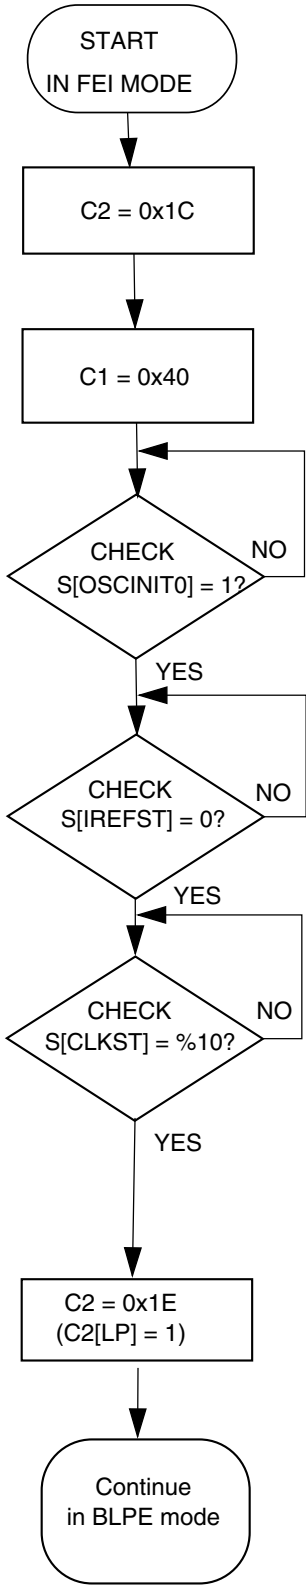 START
IN FEI MODE
C2 = 0x1C
C1 = 0x40
CHECK
S[OSCINIT0] = 1?
NO
YES
CHECK
S[IREFST] = 0?
NO
YES
CHECK
S[CLKST] = %10?
NO
YES
C2 = 0x1E
(C2[LP] = 1)
Continue
in BLPE mode